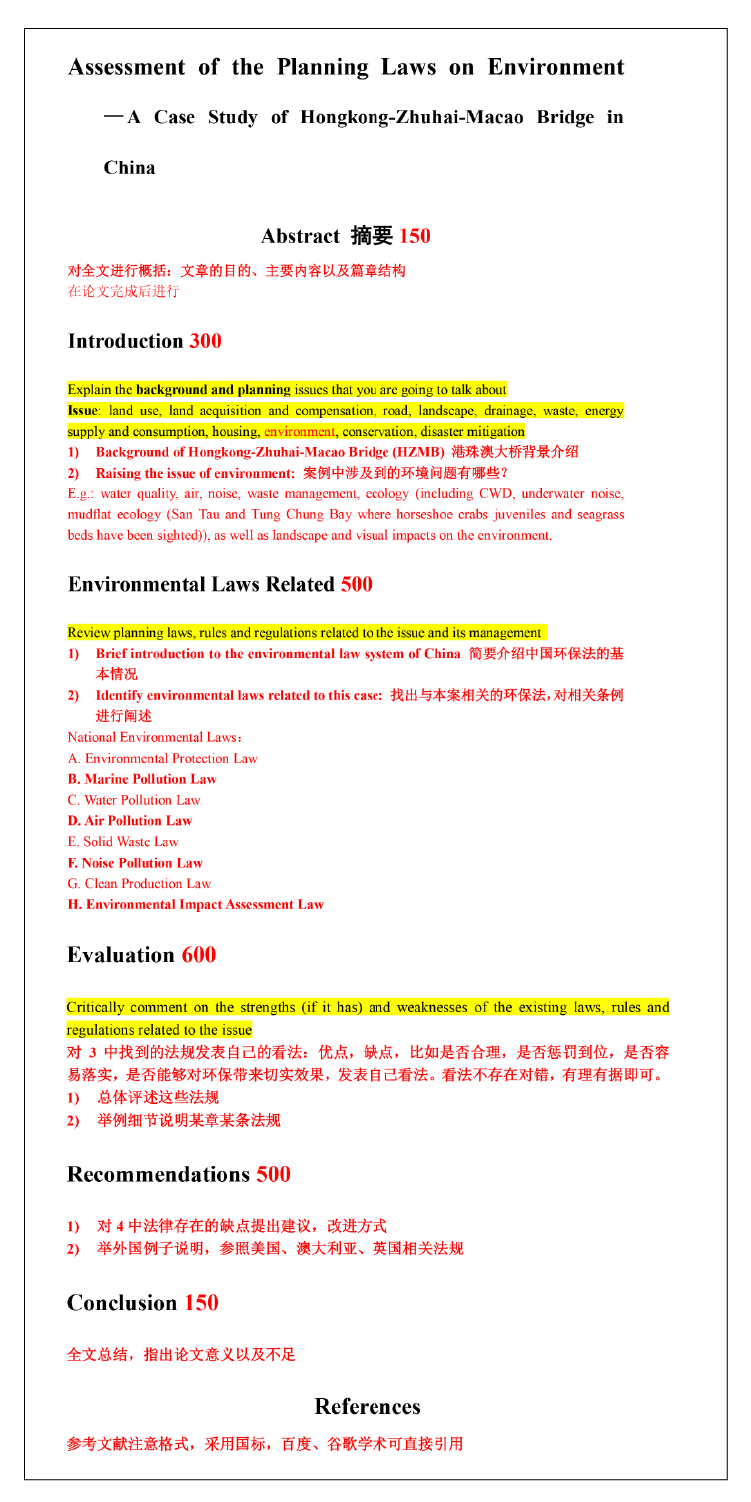 Assessment of the Planning Laws on Environment
—A Case Study of Hongkong-Zhuhai-Macao Bridge in
China
Abstract 摘要 150
对全文进行概括：文章的目的、主要内容以及篇章结构
在论文完成后进行
Introduction 300
Explain the background and planning issues that you are going to talk about
Issue: land use, land acquisition and compensation, road, landscape, drainage, waste, energy
supply and consumption, housing, environment, conservation, disaster mitigation
1) Background of Hongkong-Zhuhai-Macao Bridge (HZMB) 港珠澳大桥背景介绍
2) Raising the issue of environment: 案例中涉及到的环境问题有哪些？
E.g.: water quality, air, noise, waste management, ecology (including CWD, underwater noise,
mudflat ecology (San Tau and Tung Chung Bay where horseshoe crabs juveniles and seagrass
beds have been sighted)), as well as landscape and visual impacts on the environment.
Environmental Laws Related 500
Review planning laws, rules and regulations related to the issue and its management
1) Brief introduction to the environmental law system of China 简要介绍中国环保法的基
本情况
2) Identify environmental laws related to this case: 找出与本案相关的环保法，对相关条例
进行阐述
National Environmental Laws：
A. Environmental Protection Law
B. Marine Pollution Law
C. Water Pollution Law
D. Air Pollution Law
E. Solid Waste Law
F. Noise Pollution Law
G. Clean Production Law
H. Environmental Impact Assessment Law
Evaluation 600
Critically comment on the strengths (if it has) and weaknesses of the existing laws, rules and
regulations related to the issue
对 3 中找到的法规发表自己的看法：优点，缺点，比如是否合理，是否惩罚到位，是否容
易落实，是否能够对环保带来切实效果，发表自己看法。看法不存在对错，有理有据即可。
1) 总体评述这些法规
2) 举例细节说明某章某条法规
Recommendations 500
1) 对 4 中法律存在的缺点提出建议，改进方式
2) 举外国例子说明，参照美国、澳大利亚、英国相关法规
Conclusion 150
全文总结，指出论文意义以及不足
References
参考文献注意格式，采用国标，百度、谷歌学术可直接引用